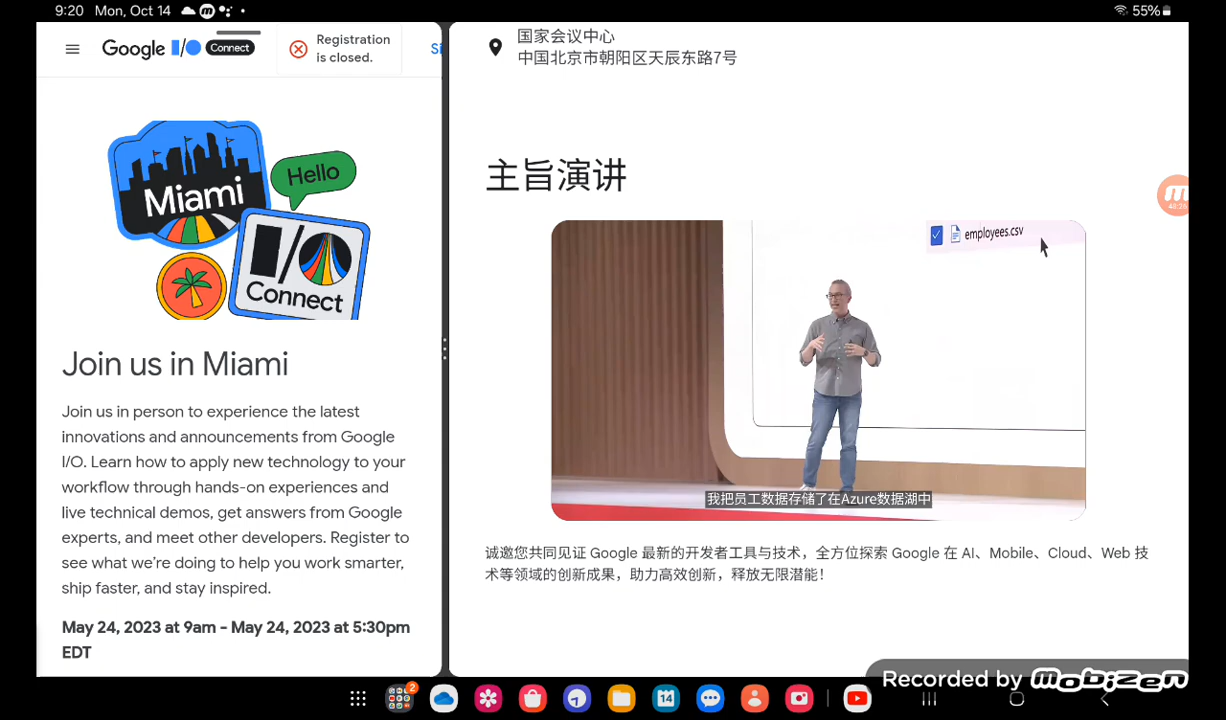 9:20 Mon, Oct 14
55%
Google I/O Connect
Registration
is closed.
Si
Miami
Hello
I/O
Connect
Join us in Miami
Join us in person to experience the latest
innovations and announcements from Google
I/O. Learn how to apply new technology to your
workflow through hands-on experiences and
live technical demos, get answers from Google
experts, and meet other developers. Register to
see what we're doing to help you work smarter,
ship faster, and stay inspired.
May 24, 2023 at 9am - May 24, 2023 at 5:30pm
EDT
国家会议中心
中国北京市朝阳区天辰东路7号
主旨演讲
employees.csv
我把员工数据存储了在Azure数据湖中
诚邀您共同见证 Google 最新的开发者工具与技术，全方位探索 Google 在 AI、Mobile、Cloud、Web 技
术等领域的创新成果，助力高效创新，释放无限潜能！
48:26
2
14
Recorded by mobizen